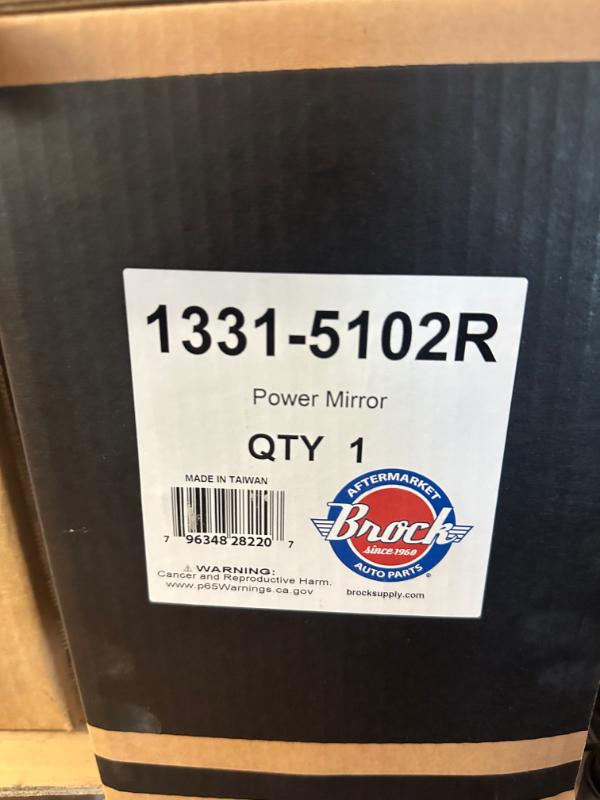 1331-5102R
Power Mirror
QTY 1
MADE IN TAIWAN
7 96348 28220 7
⚠ WARNING:
Cancer and Reproductive Harm.
www.p65Warnings.ca.gov
AFTERMARKET
Brock
since 1960
AUTO PARTS
®
brocksupply.com